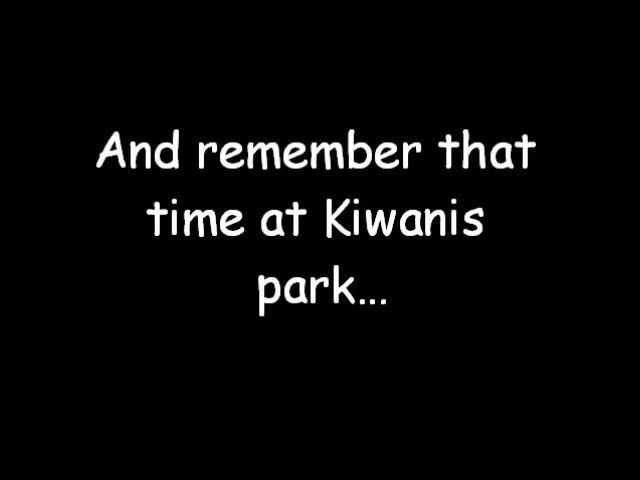 And remember that
time at Kiwanis
park...